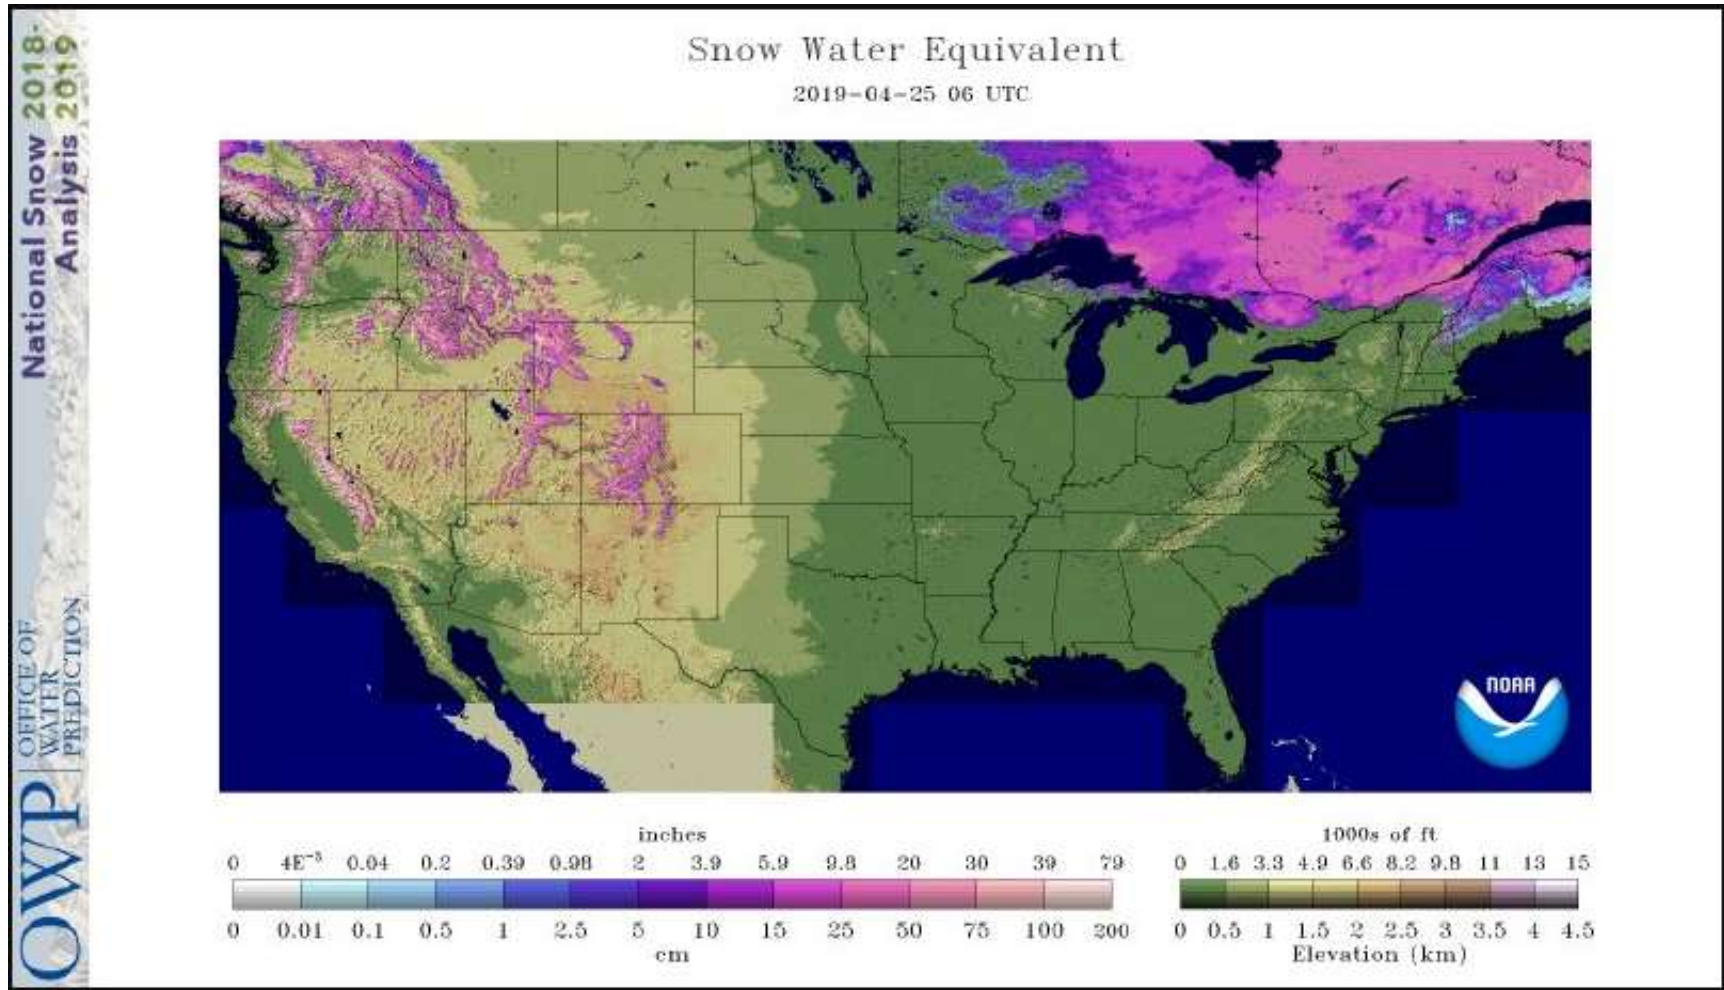 National Snow 2018-
Analysis 2019
OFFICE OF
WATER
PREDICTION
OWP
Snow Water Equivalent
2019-04-25 06 UTC
NOAA
inches
0 4E⁻³ 0.04 0.2 0.39 0.98 2 3.9 5.9 9.8 20 30 39 79
0 0.01 0.1 0.5 1 2.5 5 10 15 25 50 75 100 200
cm
1000s of ft
0 1.6 3.3 4.9 6.6 8.2 9.8 11 13 15
0 0.5 1 1.5 2 2.5 3 3.5 4 4.5
Elevation (km)